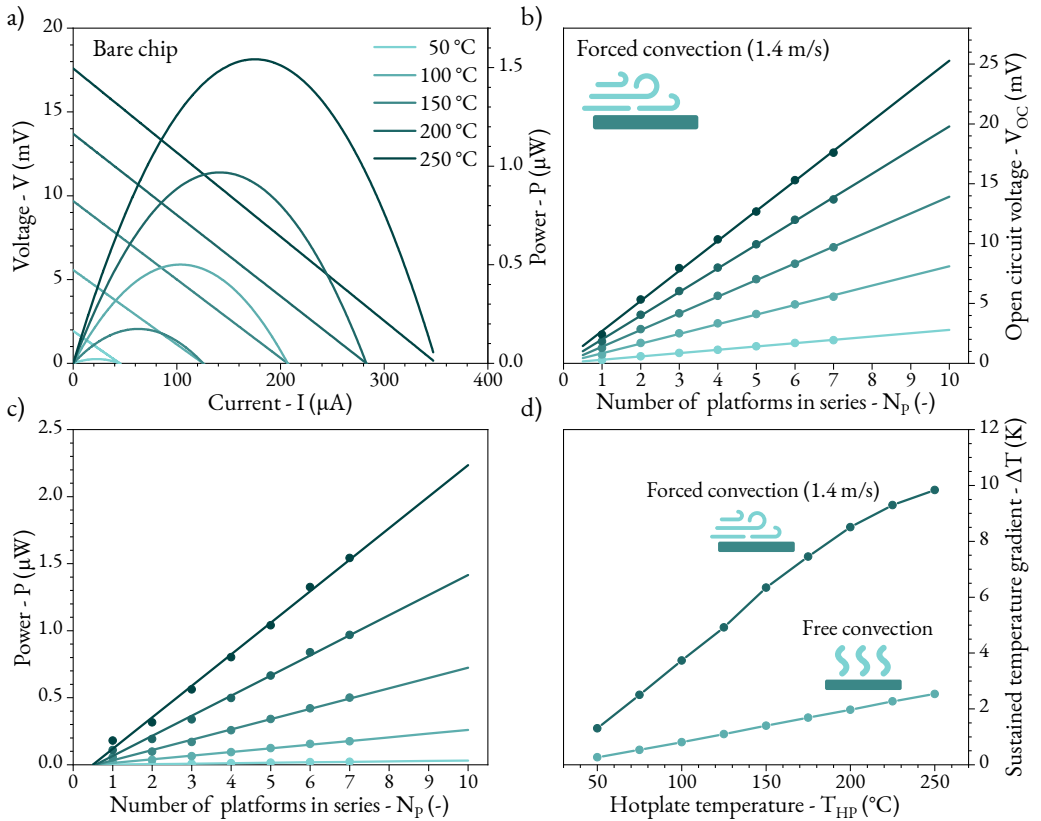 a)
Bare chip
50 °C
100 °C
150 °C
200 °C
250 °C
20
15
10
5
0
Voltage - V (mV)
1.5
1.0
0.5
0.0
Power - P (μW)
0 100 200 300 400
Current - I (μA)
b)
Forced convection (1.4 m/s)
25
20
15
10
5
0
Open circuit voltage - V_OC (mV)
0 1 2 3 4 5 6 7 8 9 10
Number of platforms in series - N_P (-)
c)
2.5
2.0
1.5
1.0
0.5
0.0
Power - P (μW)
0 1 2 3 4 5 6 7 8 9 10
Number of platforms in series - N_P (-)
d)
Forced convection (1.4 m/s)
Free convection
12
10
8
6
4
2
0
Sustained temperature gradient - ΔT (K)
50 100 150 200 250
Hotplate temperature - T_HP (°C)